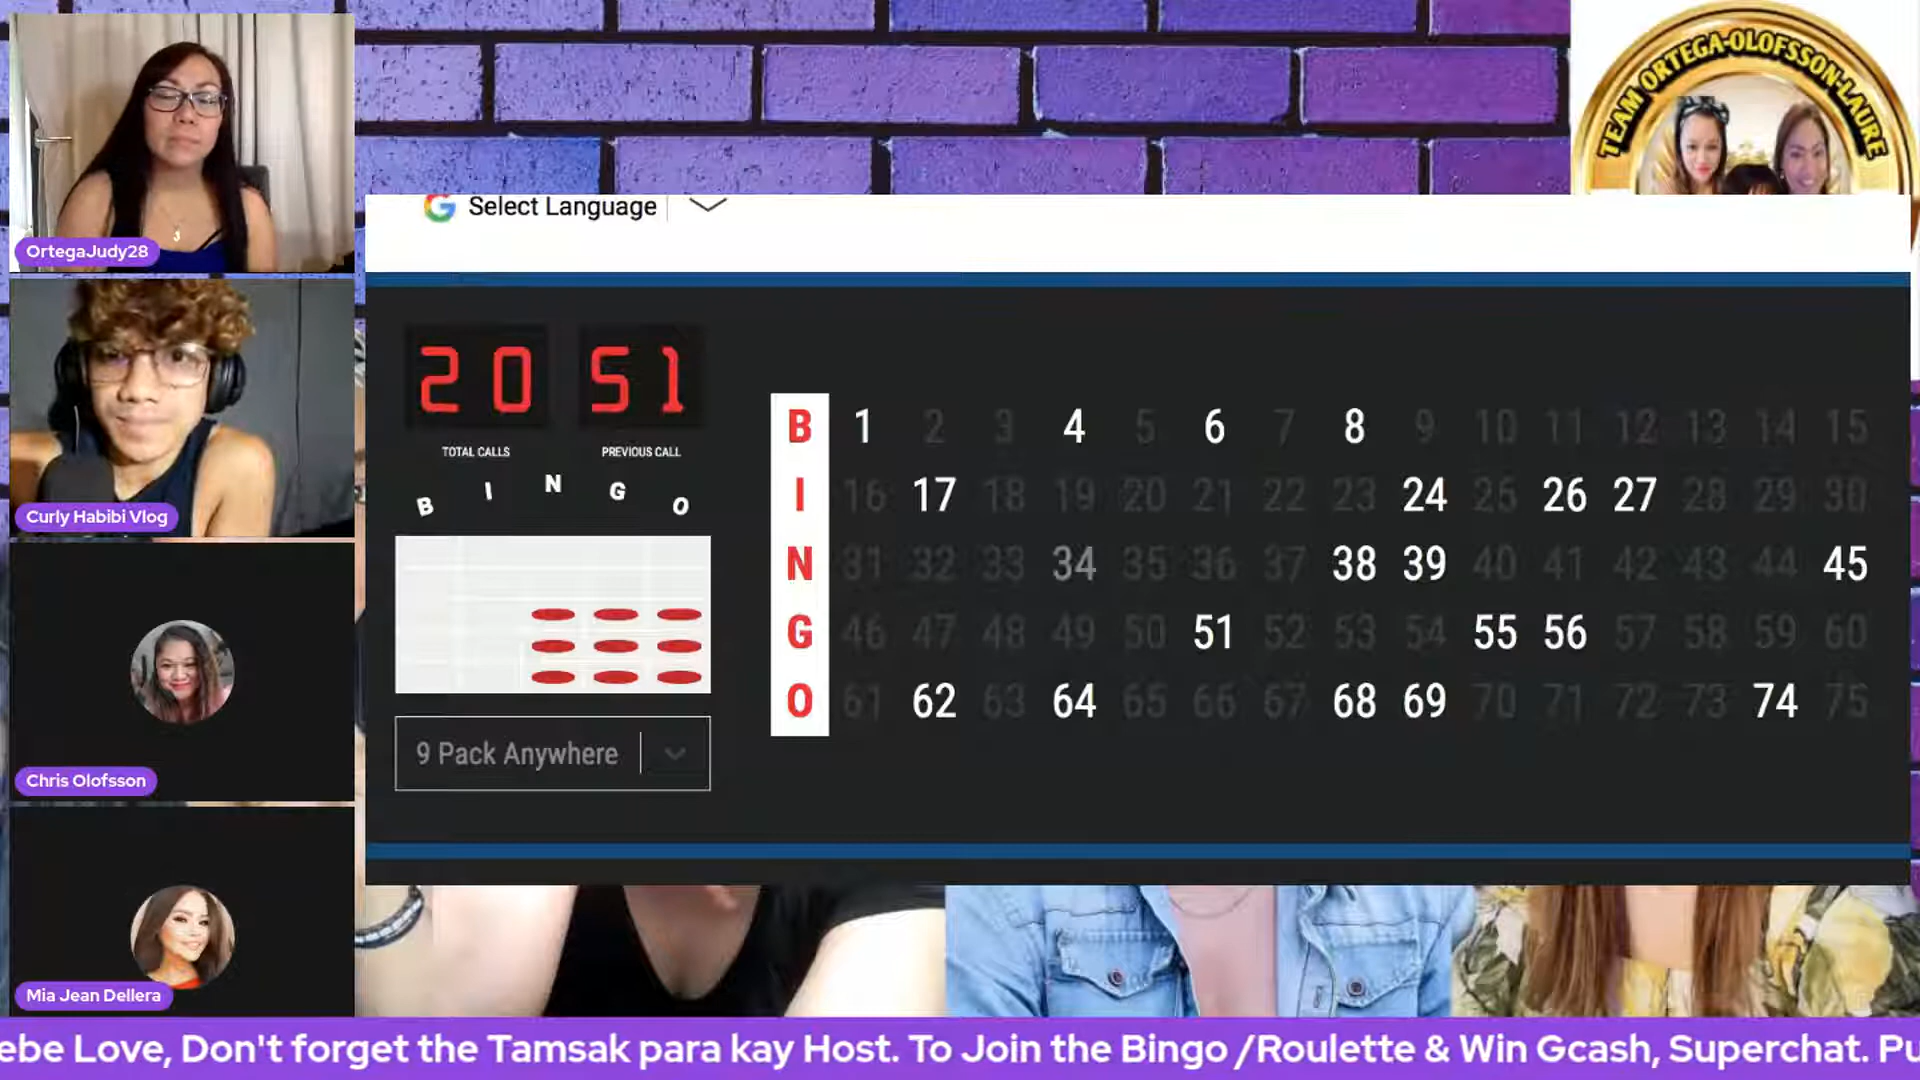 TEAM ORTEGA-OLOFSSON-LAURE
OrtegaJudy28
Select Language
20 51
TOTAL CALLS PREVIOUS CALL
B I N G O
9 Pack Anywhere
B 1 2 3 4 5 6 7 8 9 10 11 12 13 14 15
I 16 17 18 19 20 21 22 23 24 25 26 27 28 29 30
N 31 32 33 34 35 36 37 38 39 40 41 42 43 44 45
G 46 47 48 49 50 51 52 53 54 55 56 57 58 59 60
O 61 62 63 64 65 66 67 68 69 70 71 72 73 74 75
Curly Habibi Vlog
Chris Olofsson
Mia Jean Dellera
ebe Love, Don't forget the Tamsak para kay Host. To Join the Bingo /Roulette & Win Gcash, Superchat. Pu